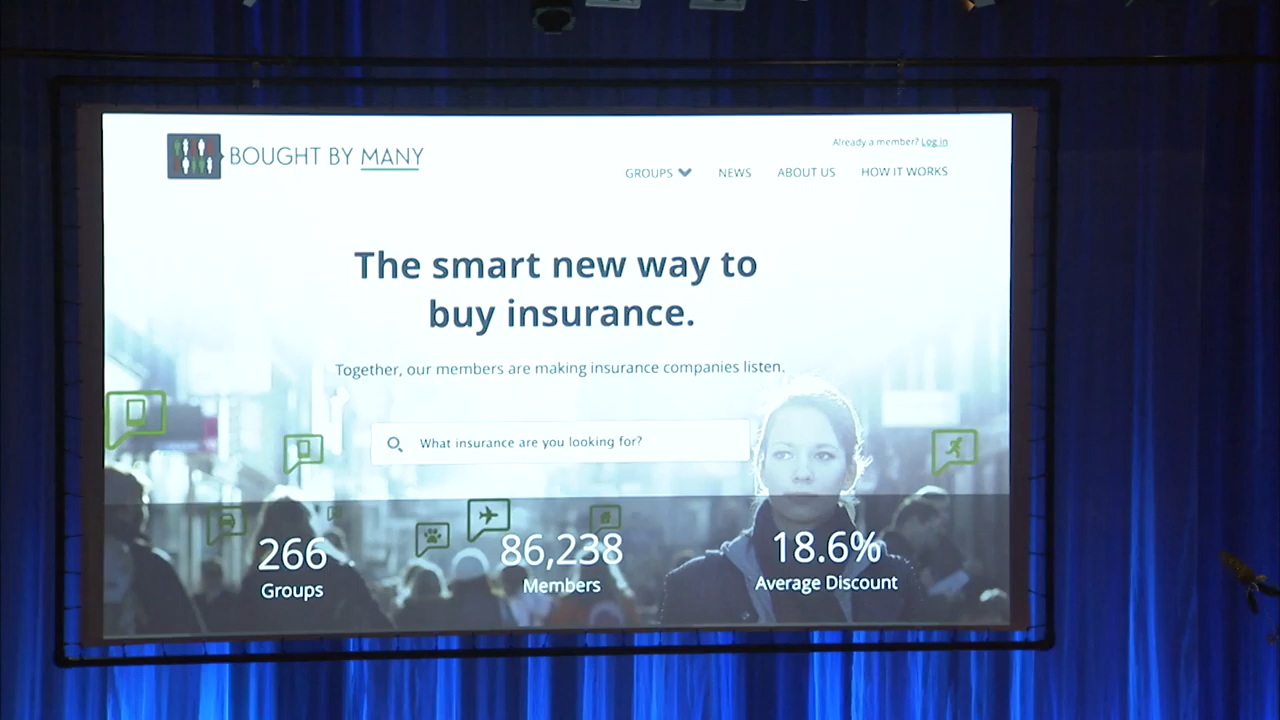 BOUGHT BY MANY
Already a member? Log in
GROUPS
NEWS
ABOUT US
HOW IT WORKS
The smart new way to
buy insurance.
Together, our members are making insurance companies listen.
What insurance are you looking for?
266
Groups
86,238
Members
18.6%
Average Discount